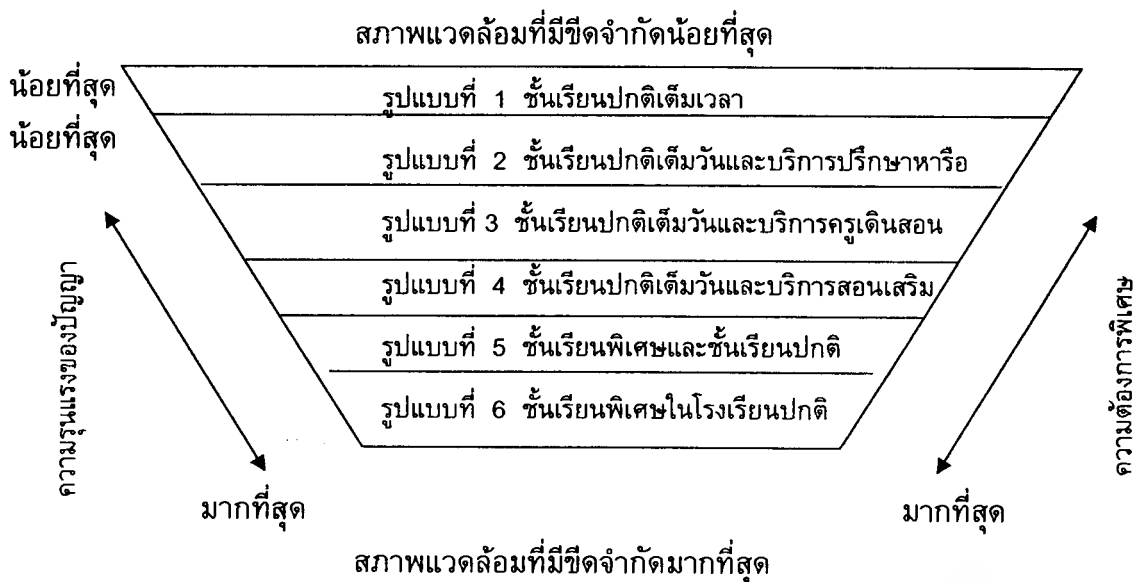 สภาพแวดล้อมที่มีขีดจำกัดน้อยที่สุด
น้อยที่สุด
น้อยที่สุด
รูปแบบที่ 1 ชั้นเรียนปกติเต็มเวลา
รูปแบบที่ 2 ชั้นเรียนปกติเต็มวันและบริการปรึกษาหารือ
รูปแบบที่ 3 ชั้นเรียนปกติเต็มวันและบริการครูเดินสอน
รูปแบบที่ 4 ชั้นเรียนปกติเต็มวันและบริการสอนเสริม
รูปแบบที่ 5 ชั้นเรียนพิเศษและชั้นเรียนปกติ
รูปแบบที่ 6 ชั้นเรียนพิเศษในโรงเรียนปกติ
ความรุนแรงของปัญญา
ความต้องการพิเศษ
มากที่สุด
มากที่สุด
สภาพแวดล้อมที่มีขีดจำกัดมากที่สุด